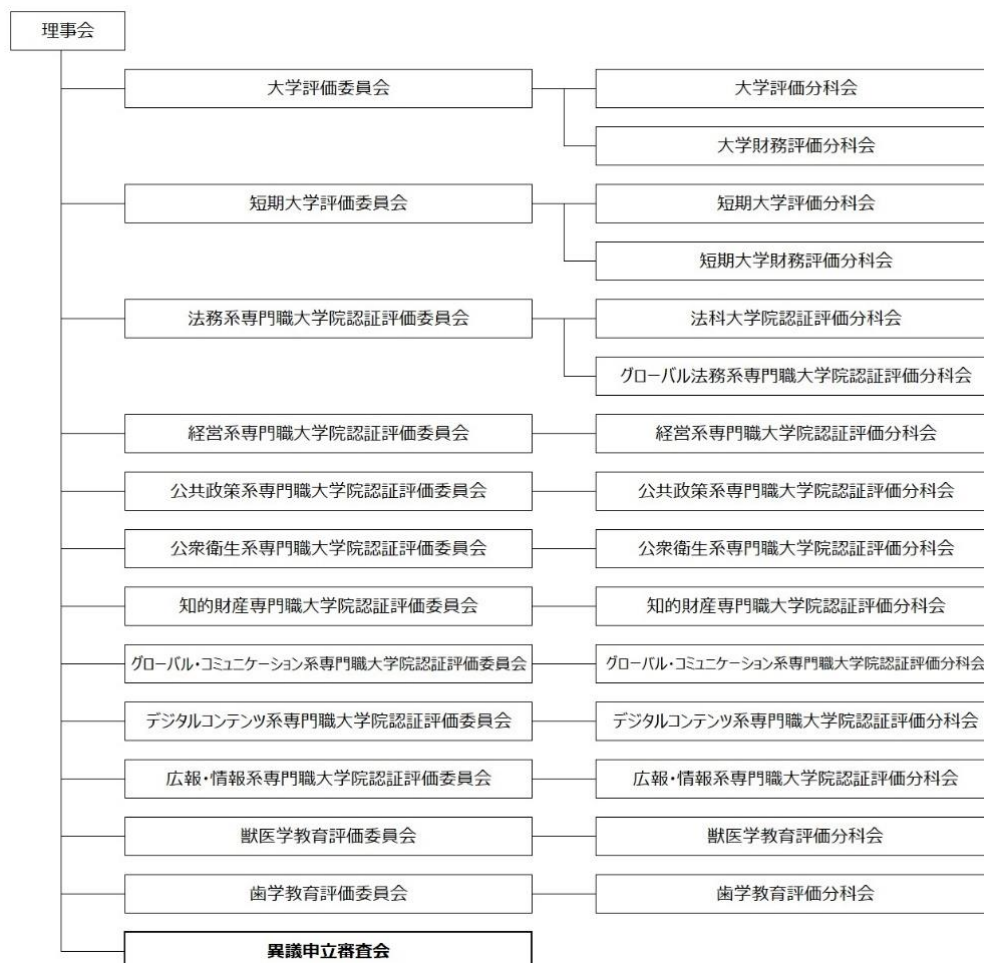 理事会
大学評価委員会
大学評価分科会
大学財務評価分科会
短期大学評価委員会
短期大学評価分科会
短期大学財務評価分科会
法務系専門職大学院認証評価委員会
法科大学院認証評価分科会
グローバル法務系専門職大学院認証評価分科会
経営系専門職大学院認証評価委員会
経営系専門職大学院認証評価分科会
公共政策系専門職大学院認証評価委員会
公共政策系専門職大学院認証評価分科会
公衆衛生系専門職大学院認証評価委員会
公衆衛生系専門職大学院認証評価分科会
知的財産専門職大学院認証評価委員会
知的財産専門職大学院認証評価分科会
グローバル・コミュニケーション系専門職大学院認証評価委員会
グローバル・コミュニケーション系専門職大学院認証評価分科会
デジタルコンテンツ系専門職大学院認証評価委員会
デジタルコンテンツ系専門職大学院認証評価分科会
広報・情報系専門職大学院認証評価委員会
広報・情報系専門職大学院認証評価分科会
獣医学教育評価委員会
獣医学教育評価分科会
歯学教育評価委員会
歯学教育評価分科会
異議申立審査会